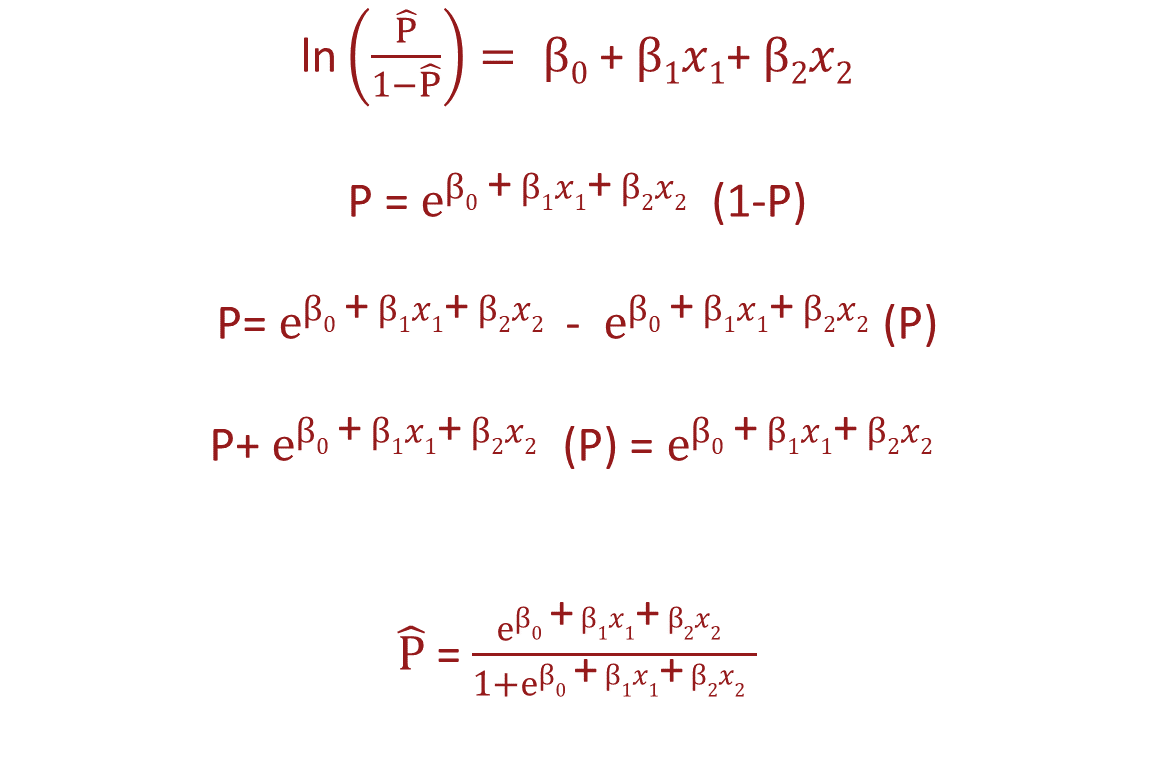 ln(P̂/(1−P̂)) = β₀ + β₁x₁+ β₂x₂
P = e^(β₀ + β₁x₁+ β₂x₂) (1-P)
P= e^(β₀ + β₁x₁+ β₂x₂) - e^(β₀ + β₁x₁+ β₂x₂) (P)
P+ e^(β₀ + β₁x₁+ β₂x₂) (P) = e^(β₀ + β₁x₁+ β₂x₂)
P̂ = e^(β₀ + β₁x₁+ β₂x₂)/(1+e^(β₀ + β₁x₁+ β₂x₂))